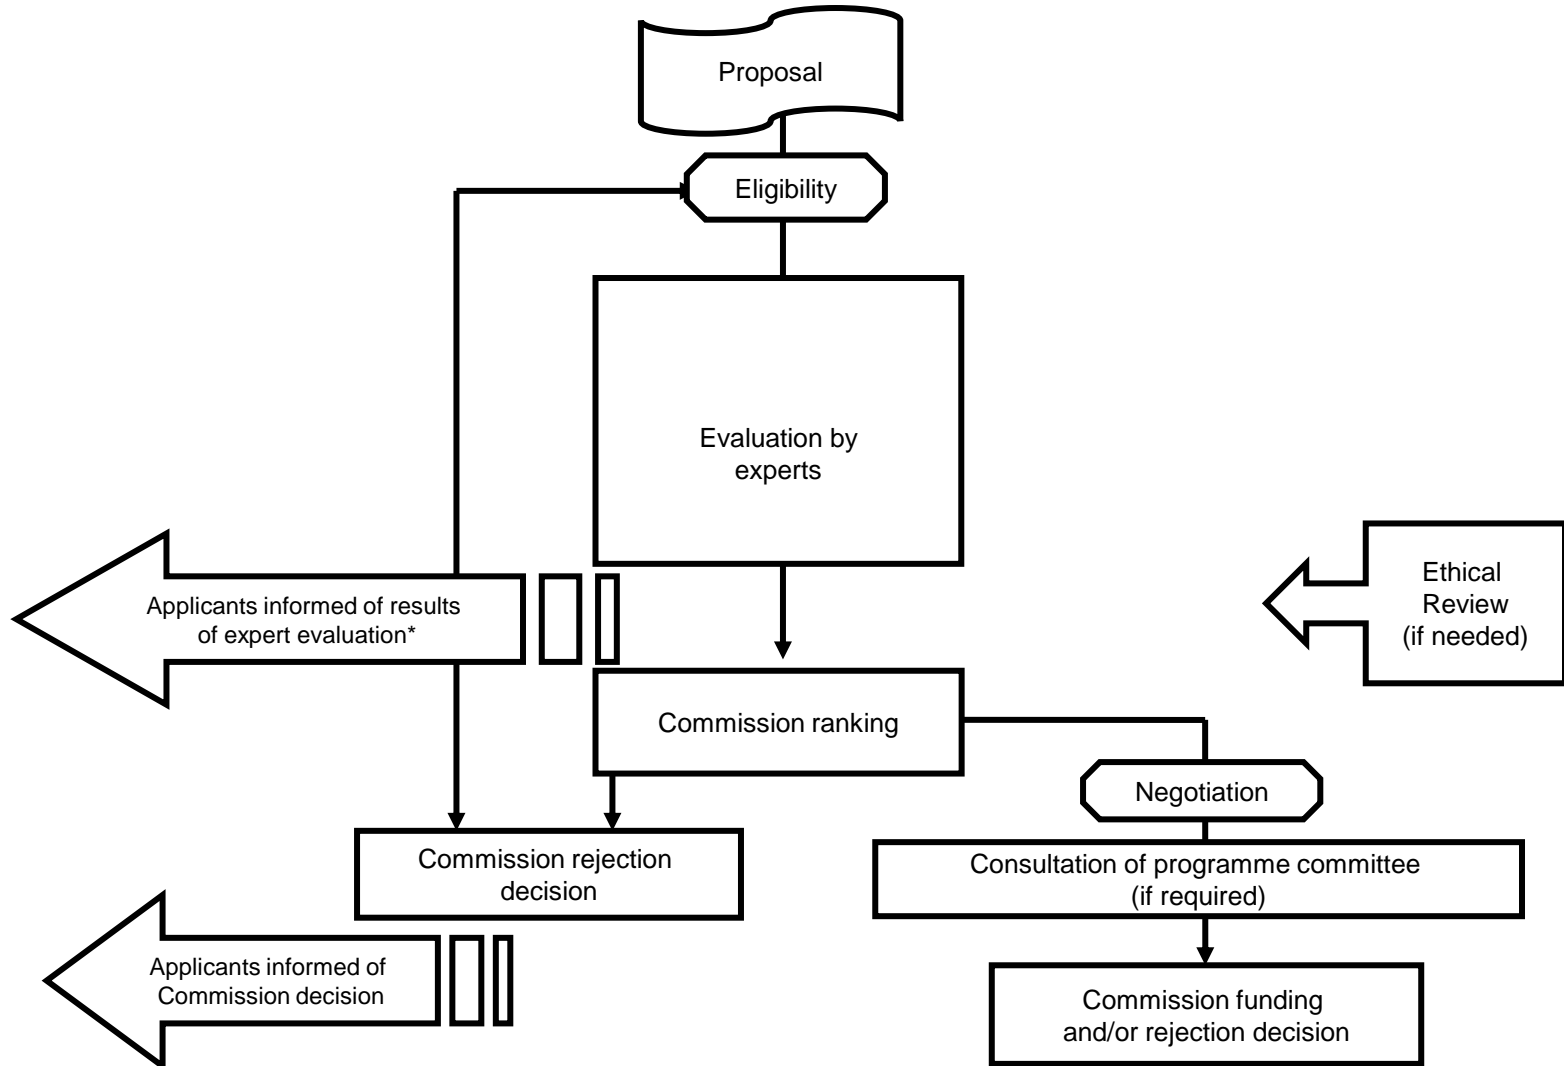 Proposal
Eligibility
Evaluation by
experts
Ethical
Review
(if needed)
Applicants informed of results
of expert evaluation*
Commission ranking
Negotiation
Commission rejection
decision
Consultation of programme committee
(if required)
Applicants informed of
Commission decision
Commission funding
and/or rejection decision